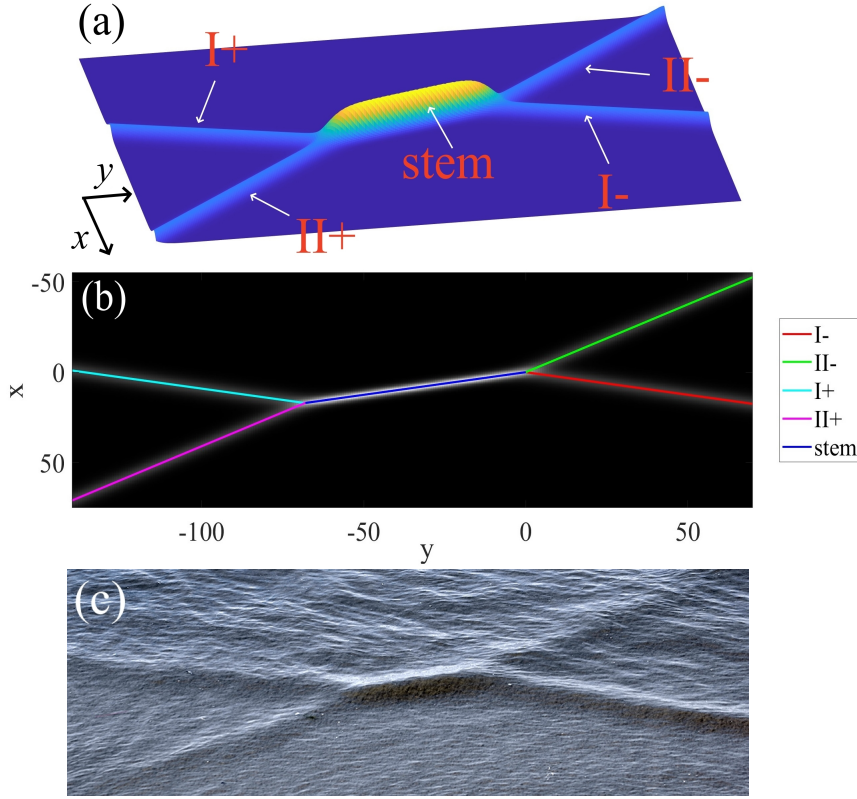 (a)
I+
II-
stem
I-
II+
y
x
(b)
-50
0
50
x
-100
-50
0
50
y
I-
II-
I+
II+
stem
(c)